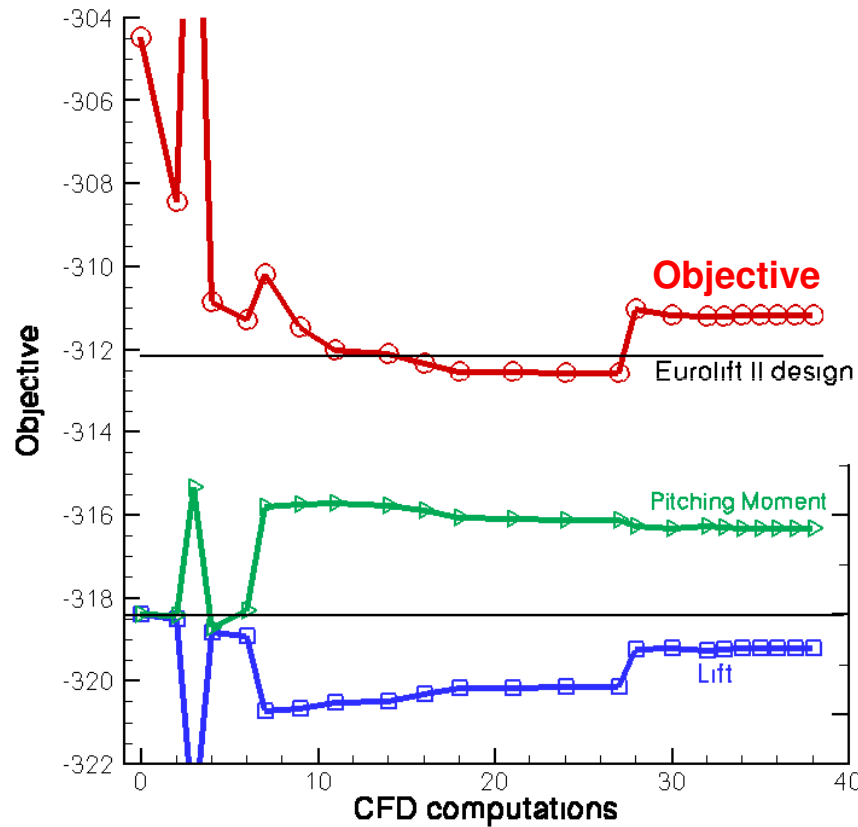 -304
-306
-308
-310
-312
-314
-316
-318
-320
-322
Objective
Objective
Eurolift II design
Pitching Moment
Lift
0
10
20
30
40
CFD computations